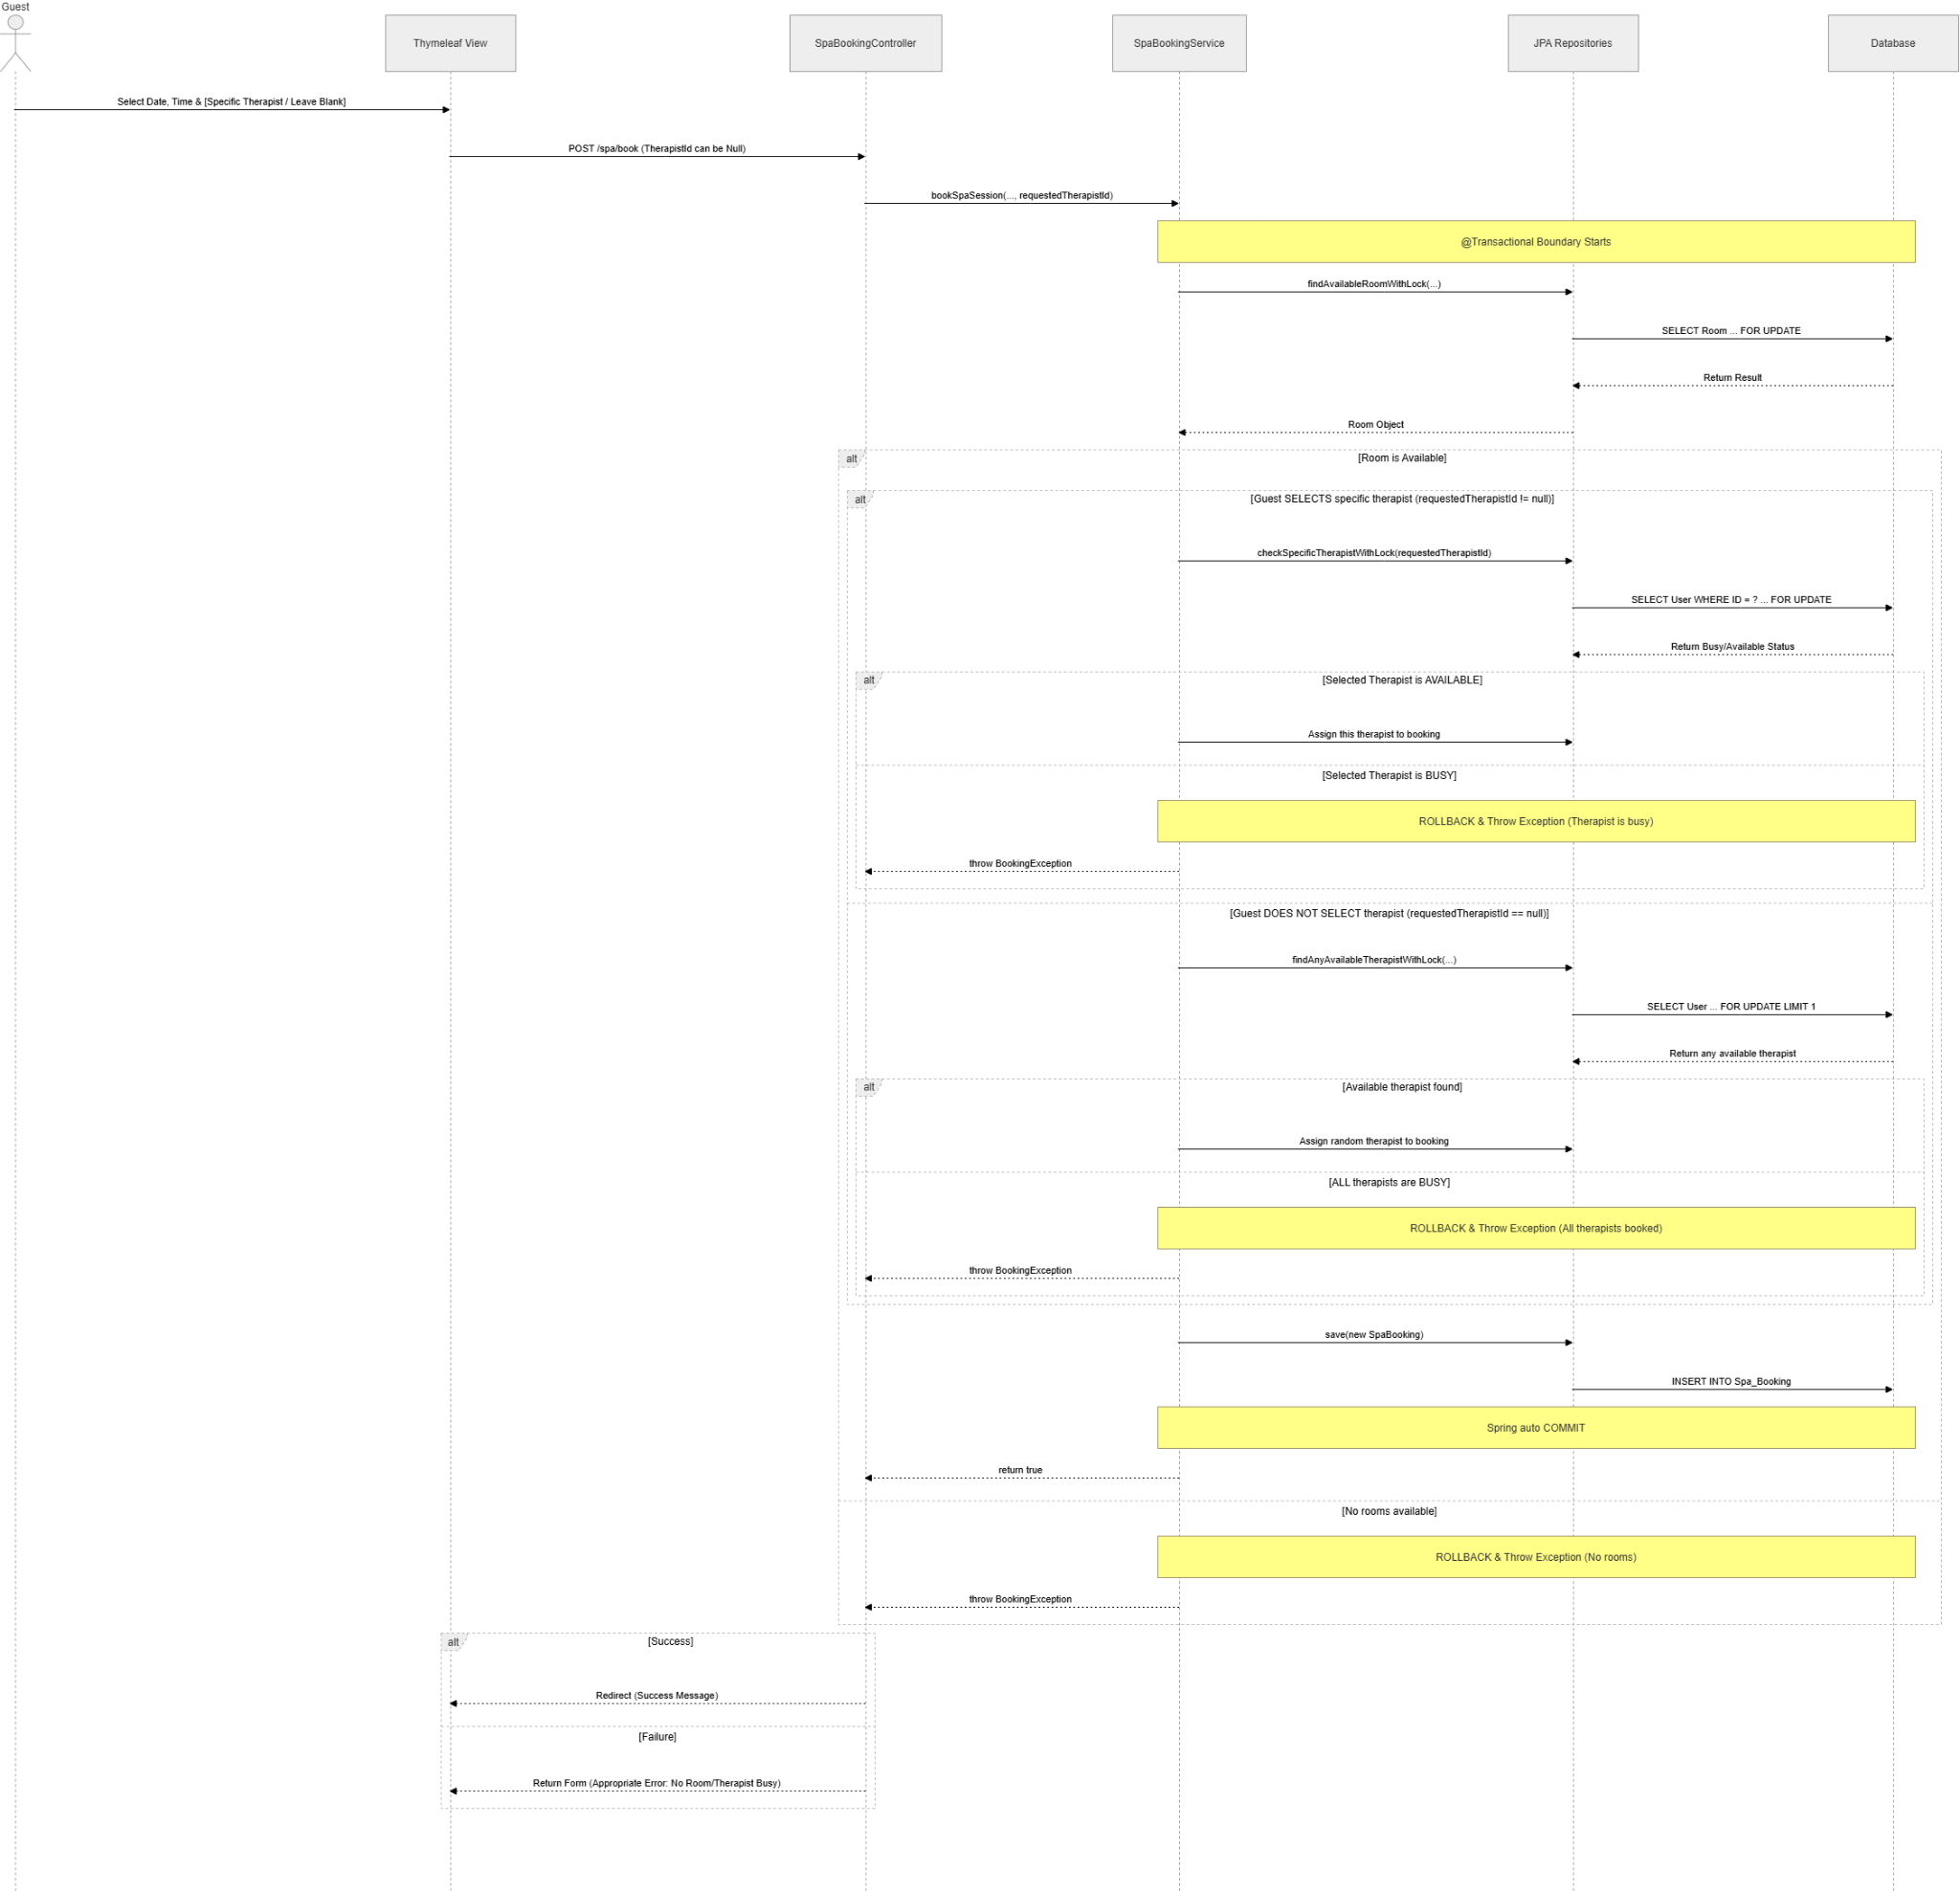 Guest
Thymeleaf View
SpaBookingController
SpaBookingService
JPA Repositories
Database
Select Date, Time & [Specific Therapist / Leave Blank]
POST /spa/book (TherapistId can be Null)
bookSpaSession(..., requestedTherapistId)
@Transactional Boundary Starts
findAvailableRoomWithLock(...)
SELECT Room ... FOR UPDATE
Return Result
Room Object
alt
[Room is Available]
alt
[Guest SELECTS specific therapist (requestedTherapistId != null)]
checkSpecificTherapistWithLock(requestedTherapistId)
SELECT User WHERE ID = ? ... FOR UPDATE
Return Busy/Available Status
alt
[Selected Therapist is AVAILABLE]
Assign this therapist to booking
[Selected Therapist is BUSY]
ROLLBACK & Throw Exception (Therapist is busy)
throw BookingException
[Guest DOES NOT SELECT therapist (requestedTherapistId == null)]
findAnyAvailableTherapistWithLock(...)
SELECT User ... FOR UPDATE LIMIT 1
Return any available therapist
alt
[Available therapist found]
Assign random therapist to booking
[ALL therapists are BUSY]
ROLLBACK & Throw Exception (All therapists booked)
throw BookingException
save(new SpaBooking)
INSERT INTO Spa_Booking
Spring auto COMMIT
return true
[No rooms available]
ROLLBACK & Throw Exception (No rooms)
throw BookingException
alt
[Success]
Redirect (Success Message)
[Failure]
Return Form (Appropriate Error: No Room/Therapist Busy)